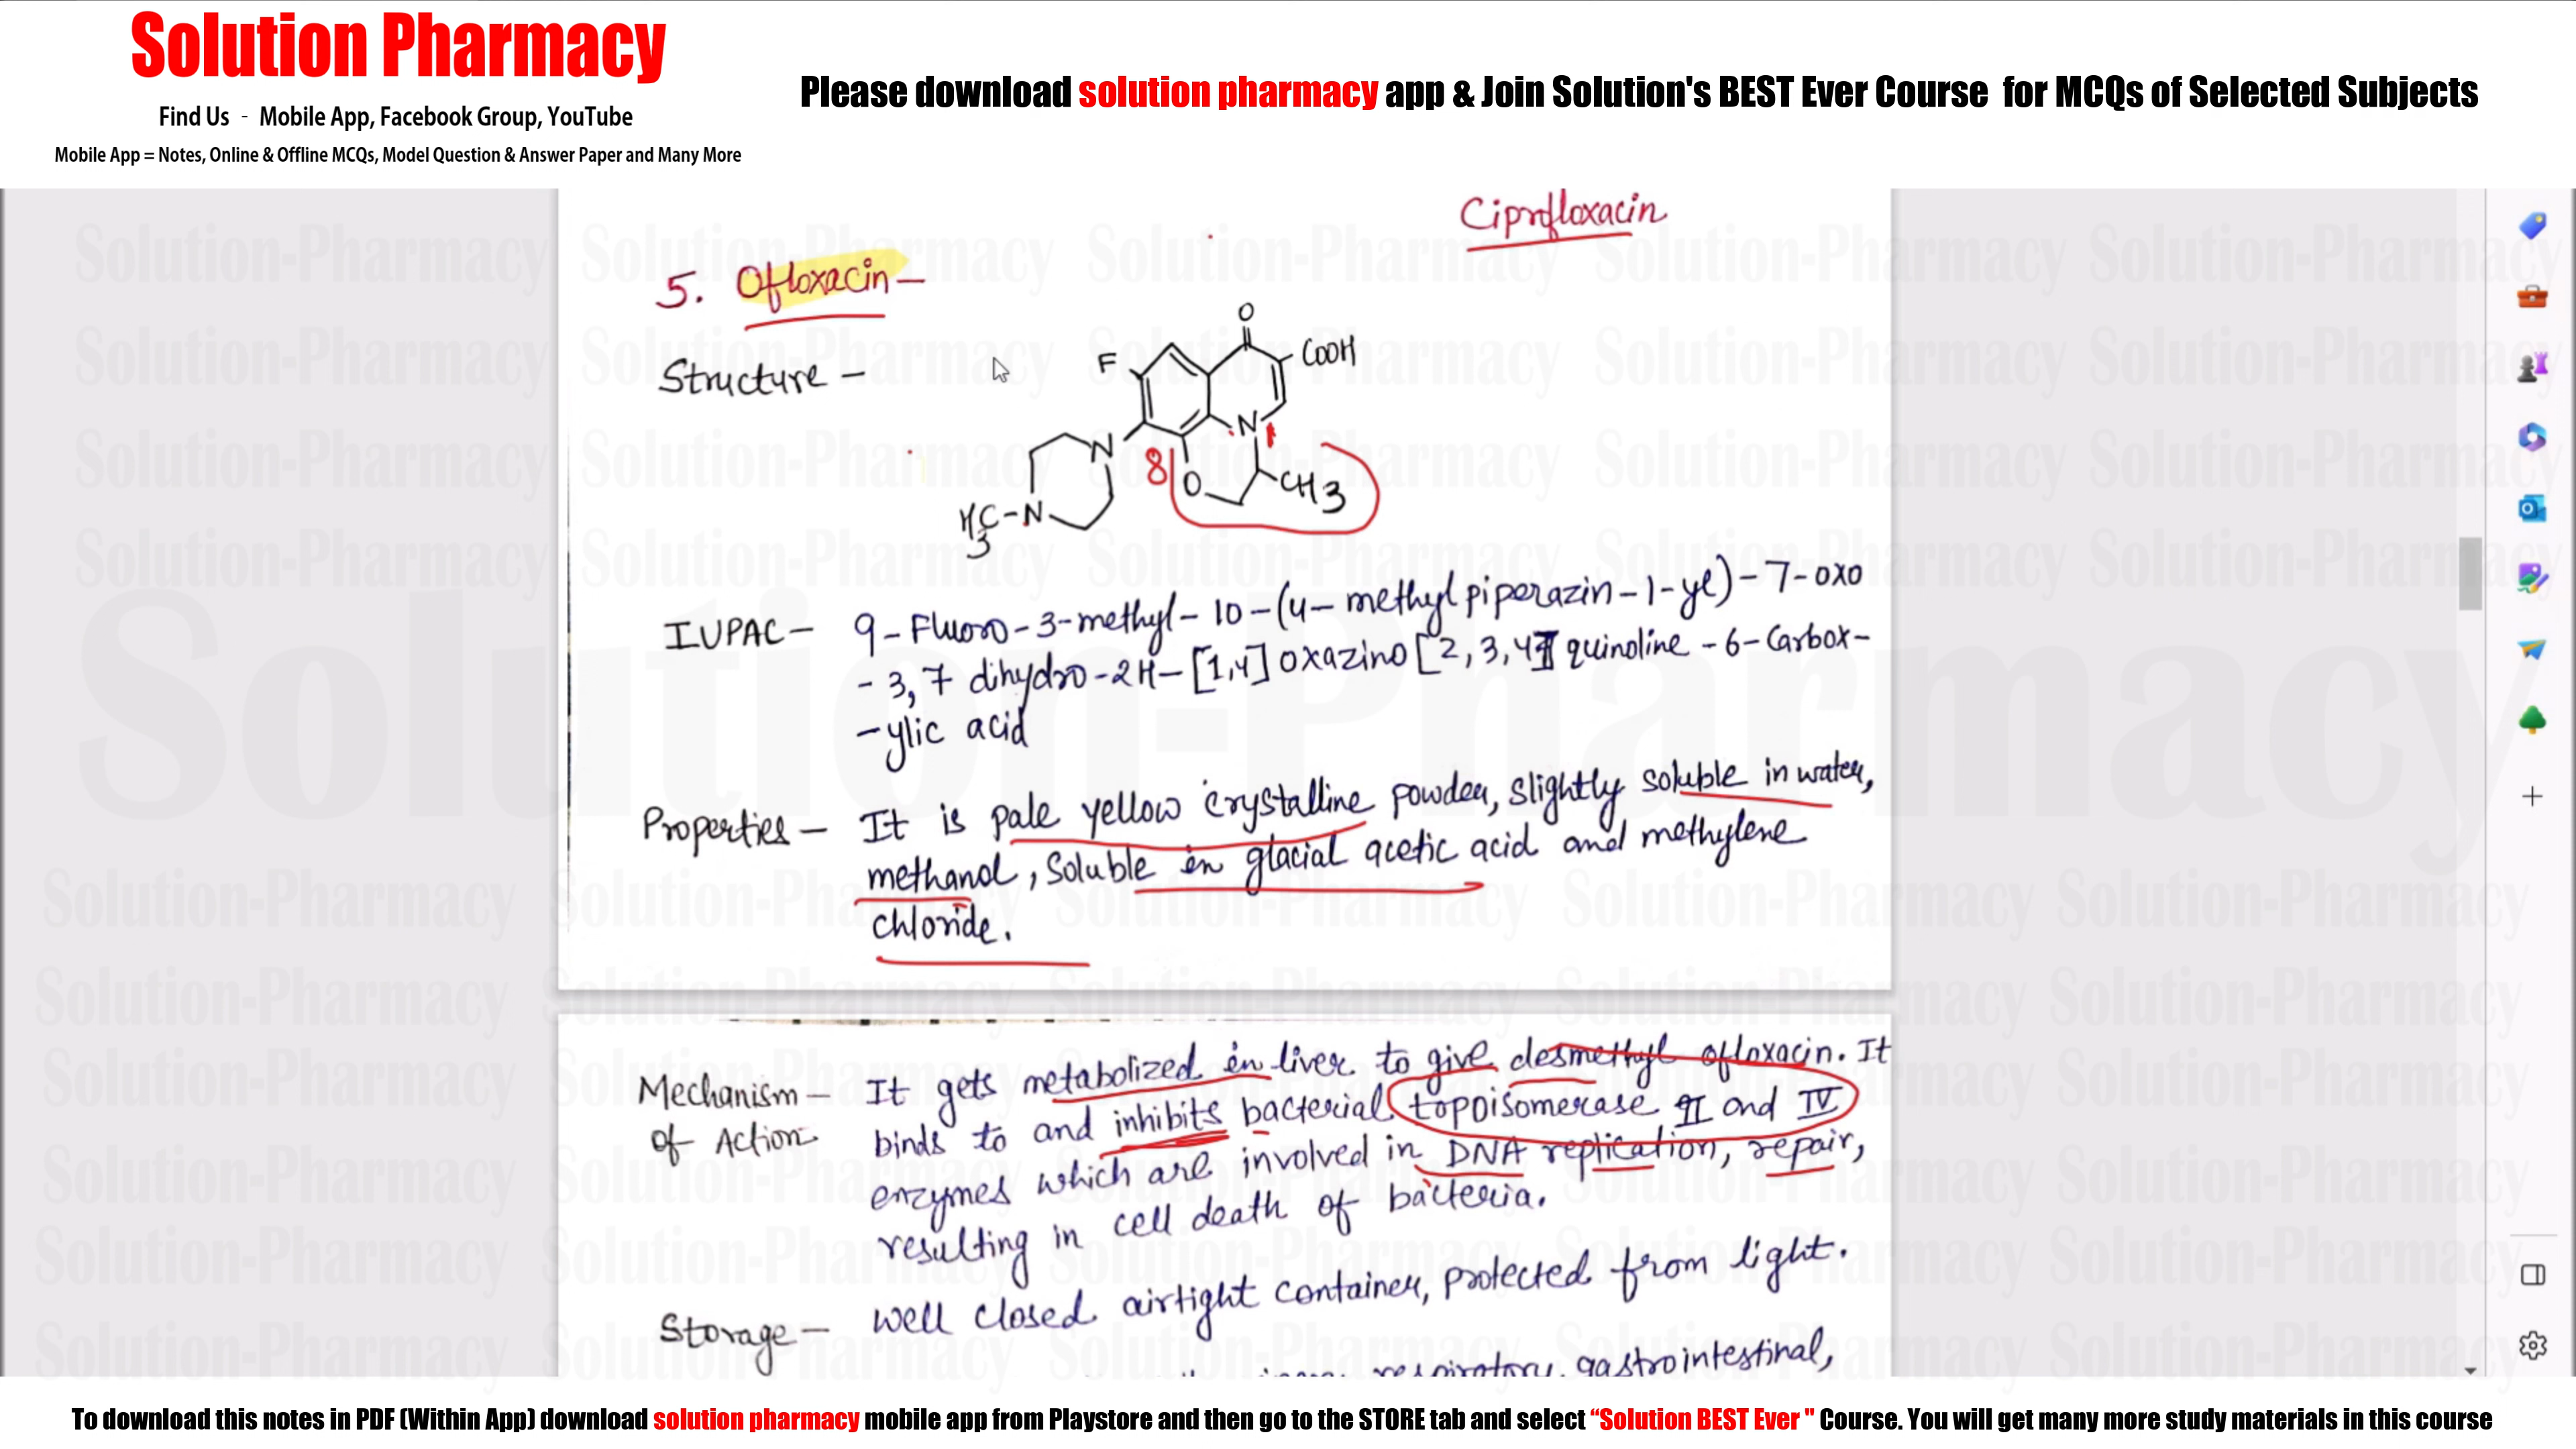 Solution Pharmacy
Find Us - Mobile App, Facebook Group, YouTube
Mobile App = Notes, Online & Offline MCQs, Model Question & Answer Paper and Many More
Please download solution pharmacy app & Join Solution's BEST Ever Course for MCQs of Selected Subjects
Ciprofloxacin
5. Ofloxacin -
Structure -
O
F
COOH
N
1
N
8
O
CH3
H3C-N
IUPAC - 9-Fluoro-3-methyl-10-(4-methyl piperazin-1-yl)-7-oxo
- 3,7 dihydro-2H-[1,4] oxazino [2,3,4] quinoline -6-Carbox-
-ylic acid
Properties - It is pale yellow crystalline powder, slightly soluble in water,
methanol, soluble in glacial acetic acid and methylene
chloride.
Mechanism of Action - It gets metabolized in liver to give desmethyl ofloxacin. It
binds to and inhibits bacterial topoisomerase II and IV
enzymes which are involved in DNA replication, repair,
resulting in cell death of bacteria.
Storage - well closed airtight container, protected from light.
respiratory, gastrointestinal,
To download this notes in PDF (Within App) download solution pharmacy mobile app from Playstore and then go to the STORE tab and select “Solution BEST Ever " Course. You will get many more study materials in this course
Solution-Pharmacy